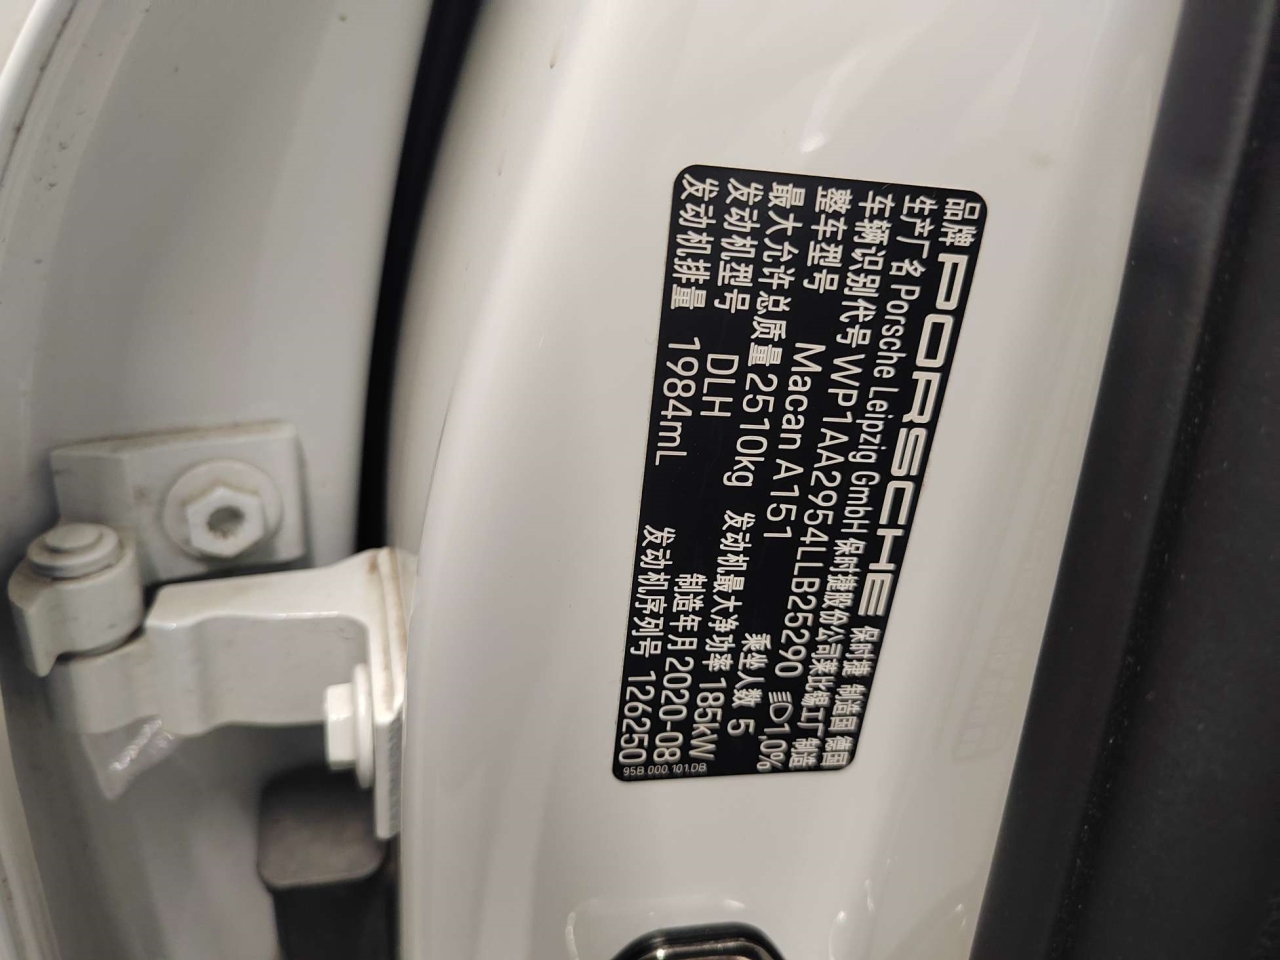 品牌 PORSCHE 保时捷 制造国 德国
生产厂名 Porsche Leipzig GmbH 保时捷股份公司莱比锡工厂 制造
车辆识别代号 WP1AA2954LLB25290 1,0%
整车型号 Macan A151 乘坐人数 5
最大允许总质量 2510kg 发动机最大净功率 185kW
发动机型号 DLH 制造年月 2020-08
发动机排量 1984mL 发动机序列号 126250
95B.000.101.DB